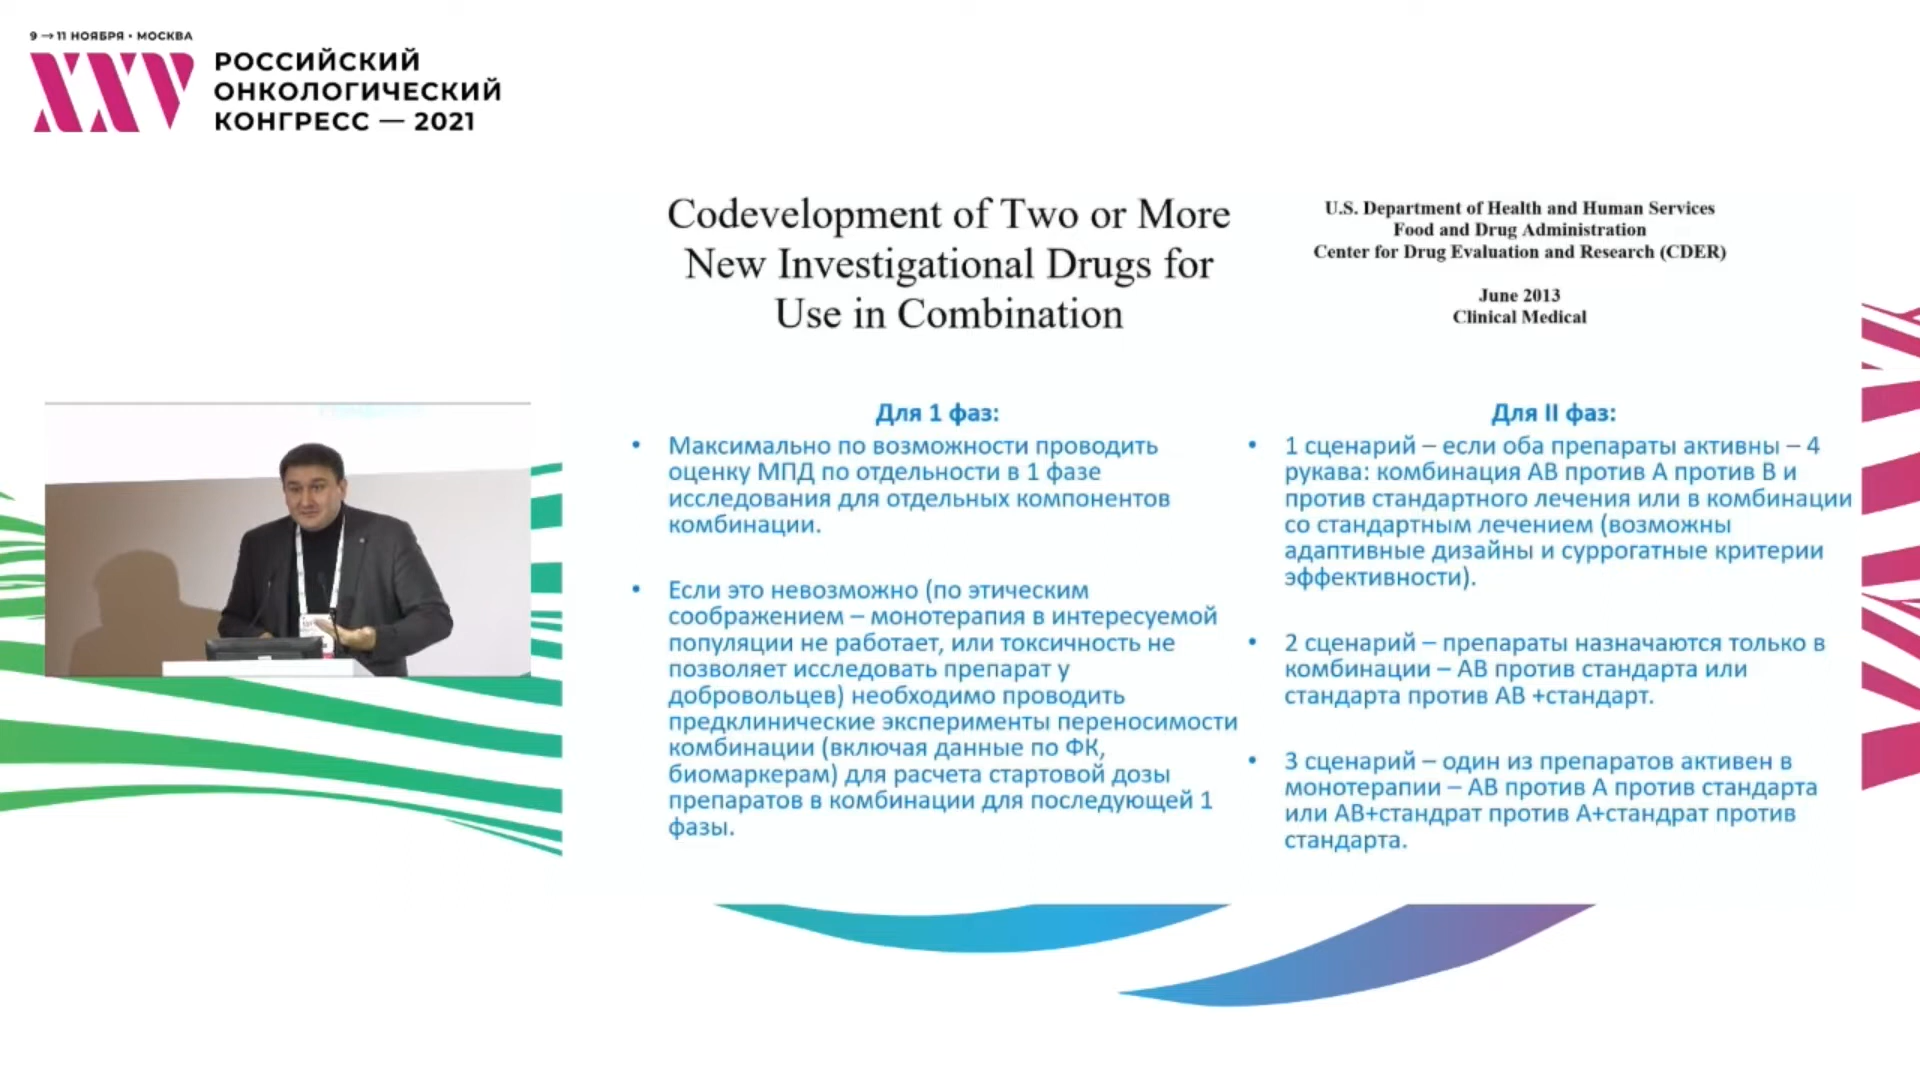 9 → 11 НОЯБРЯ • МОСКВА
XXV
РОССИЙСКИЙ
ОНКОЛОГИЧЕСКИЙ
КОНГРЕСС — 2021
Codevelopment of Two or More
New Investigational Drugs for
Use in Combination
U.S. Department of Health and Human Services
Food and Drug Administration
Center for Drug Evaluation and Research (CDER)
June 2013
Clinical Medical
Для 1 фаз:
• Максимально по возможности проводить
оценку МПД по отдельности в 1 фазе
исследования для отдельных компонентов
комбинации.
• Если это невозможно (по этическим
соображением – монотерапия в интересуемой
популяции не работает, или токсичность не
позволяет исследовать препарат у
добровольцев) необходимо проводить
предклинические эксперименты переносимости
комбинации (включая данные по ФК,
биомаркерам) для расчета стартовой дозы
препаратов в комбинации для последующей 1
фазы.
Для II фаз:
• 1 сценарий – если оба препараты активны – 4
рукава: комбинация АВ против А против В и
против стандартного лечения или в комбинации
со стандартным лечением (возможны
адаптивные дизайны и суррогатные критерии
эффективности).
• 2 сценарий – препараты назначаются только в
комбинации – АВ против стандарта или
стандарта против АВ +стандарт.
• 3 сценарий – один из препаратов активен в
монотерапии – АВ против А против стандарта
или АВ+стандрат против А+стандрат против
стандарта.